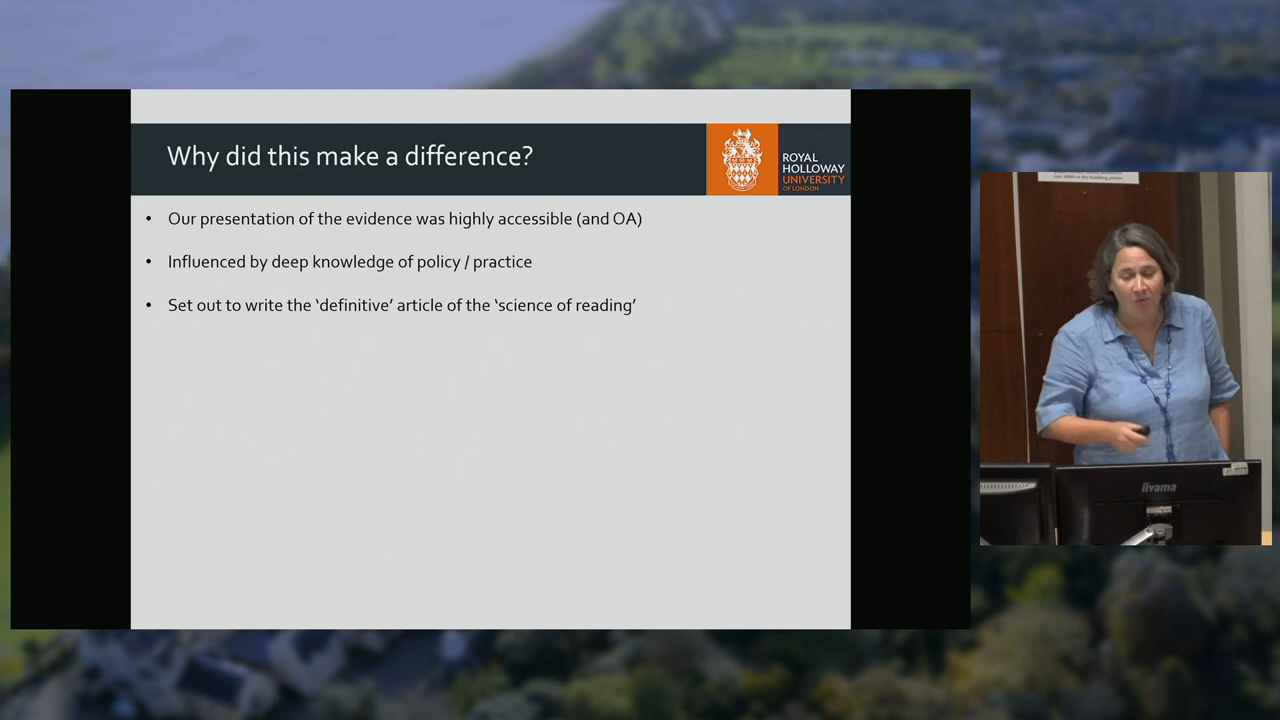 Why did this make a difference?
ROYAL
HOLLOWAY
UNIVERSITY
OF LONDON
• Our presentation of the evidence was highly accessible (and OA)
• Influenced by deep knowledge of policy / practice
• Set out to write the ‘definitive’ article of the ‘science of reading’
iiyama